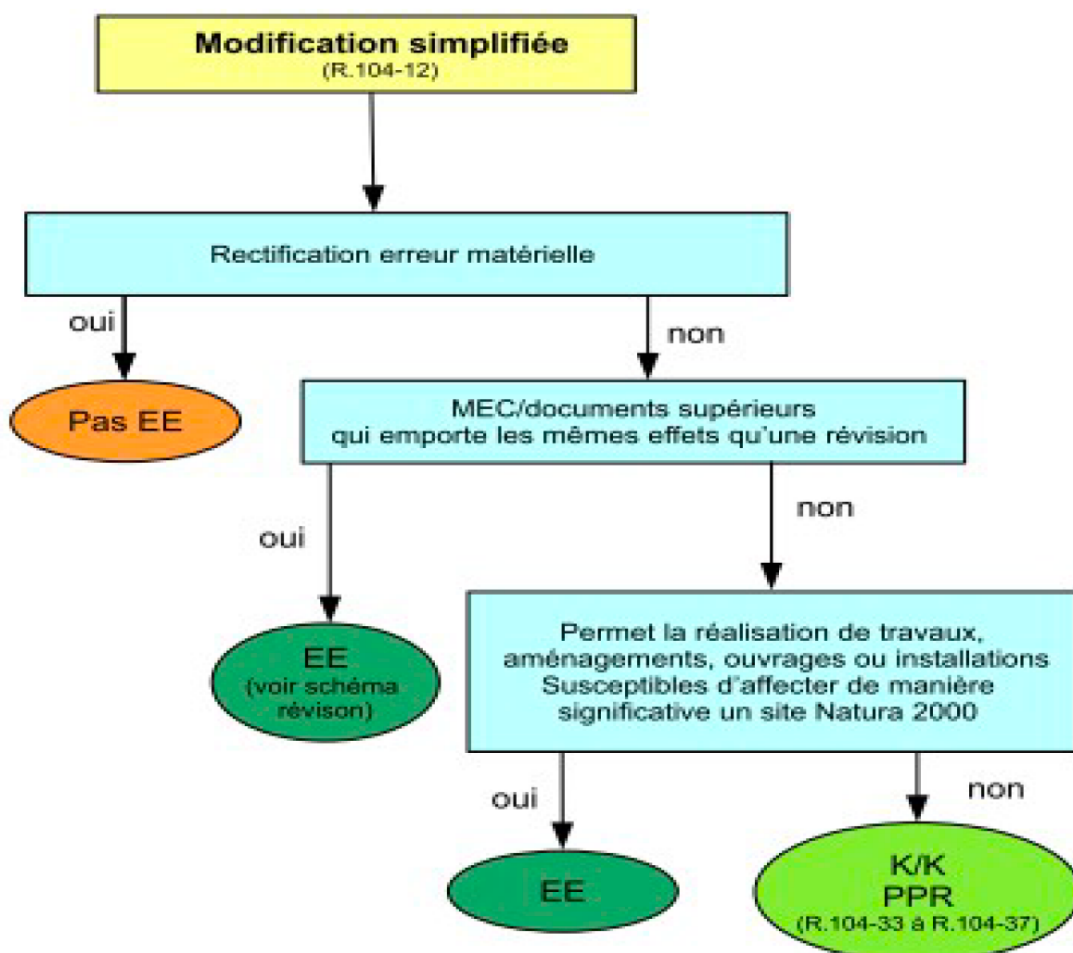 Modification simplifiée
(R.104-12)
Rectification erreur matérielle
oui
non
Pas EE
MEC/documents supérieurs
qui emporte les mêmes effets qu'une révision
oui
non
EE
(voir schéma
révison)
Permet la réalisation de travaux,
aménagements, ouvrages ou installations
Susceptibles d'affecter de manière
significative un site Natura 2000
oui
non
EE
K/K
PPR
(R.104-33 à R.104-37)